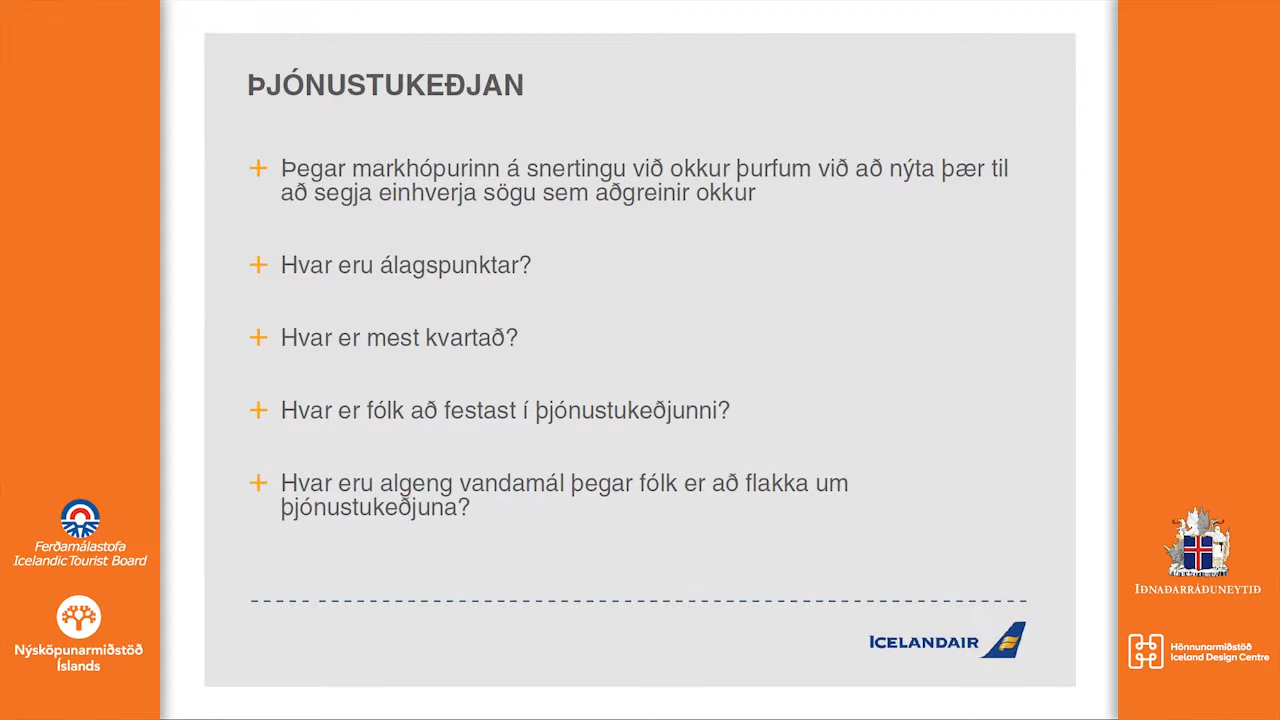 ÞJÓNUSTUKEÐJAN
+ Þegar markhópurinn á snertingu við okkur þurfum við að nýta þær til
að segja einhverja sögu sem aðgreinir okkur
+ Hvar eru álagspunktar?
+ Hvar er mest kvartað?
+ Hvar er fólk að festast í þjónustukeðjunni?
+ Hvar eru algeng vandamál þegar fólk er að flakka um
þjónustukeðjuna?
ICELANDAIR
Ferðamálastofa
Icelandic Tourist Board
Nýsköpunarmiðstöð
Íslands
IÐNAÐARRÁÐUNEYTIÐ
Hönnunarmiðstöð
Iceland Design Centre